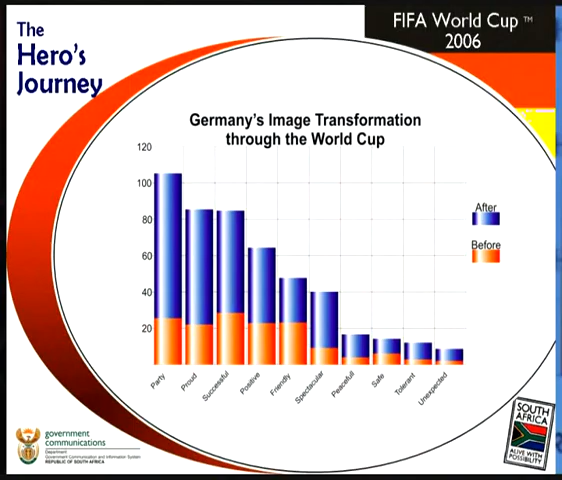 The
Hero's
Journey
FIFA World Cup ™
2006
Germany's Image Transformation
through the World Cup
120
100
80
60
40
20
After
Before
Party
Proud
Successful
Positive
Friendly
Spectacular
Peacefull
Safe
Tolerant
Unexpected
government
communications
Department
Government Communication and Information System
REPUBLIC OF SOUTH AFRICA
SOUTH
AFRICA
ALIVE WITH
POSSIBILITY